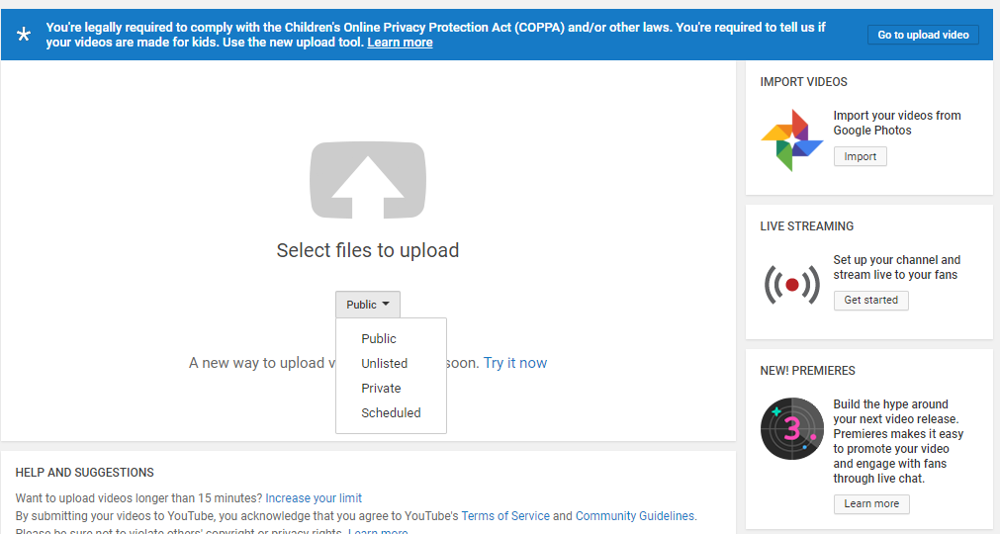 You're legally required to comply with the Children's Online Privacy Protection Act (COPPA) and/or other laws. You're required to tell us if
your videos are made for kids. Use the new upload tool. Learn more
Go to upload video
Select files to upload
Public
Public
Unlisted
Private
Scheduled
A new way to upload v soon. Try it now
HELP AND SUGGESTIONS
Want to upload videos longer than 15 minutes? Increase your limit
By submitting your videos to YouTube, you acknowledge that you agree to YouTube's Terms of Service and Community Guidelines.
Please be sure not to violate others' copyright or privacy rights. Learn more
IMPORT VIDEOS
Import your videos from
Google Photos
Import
LIVE STREAMING
Set up your channel and
stream live to your fans
Get started
NEW! PREMIERES
3
Build the hype around
your next video release.
Premieres makes it easy
to promote your video
and engage with fans
through live chat.
Learn more